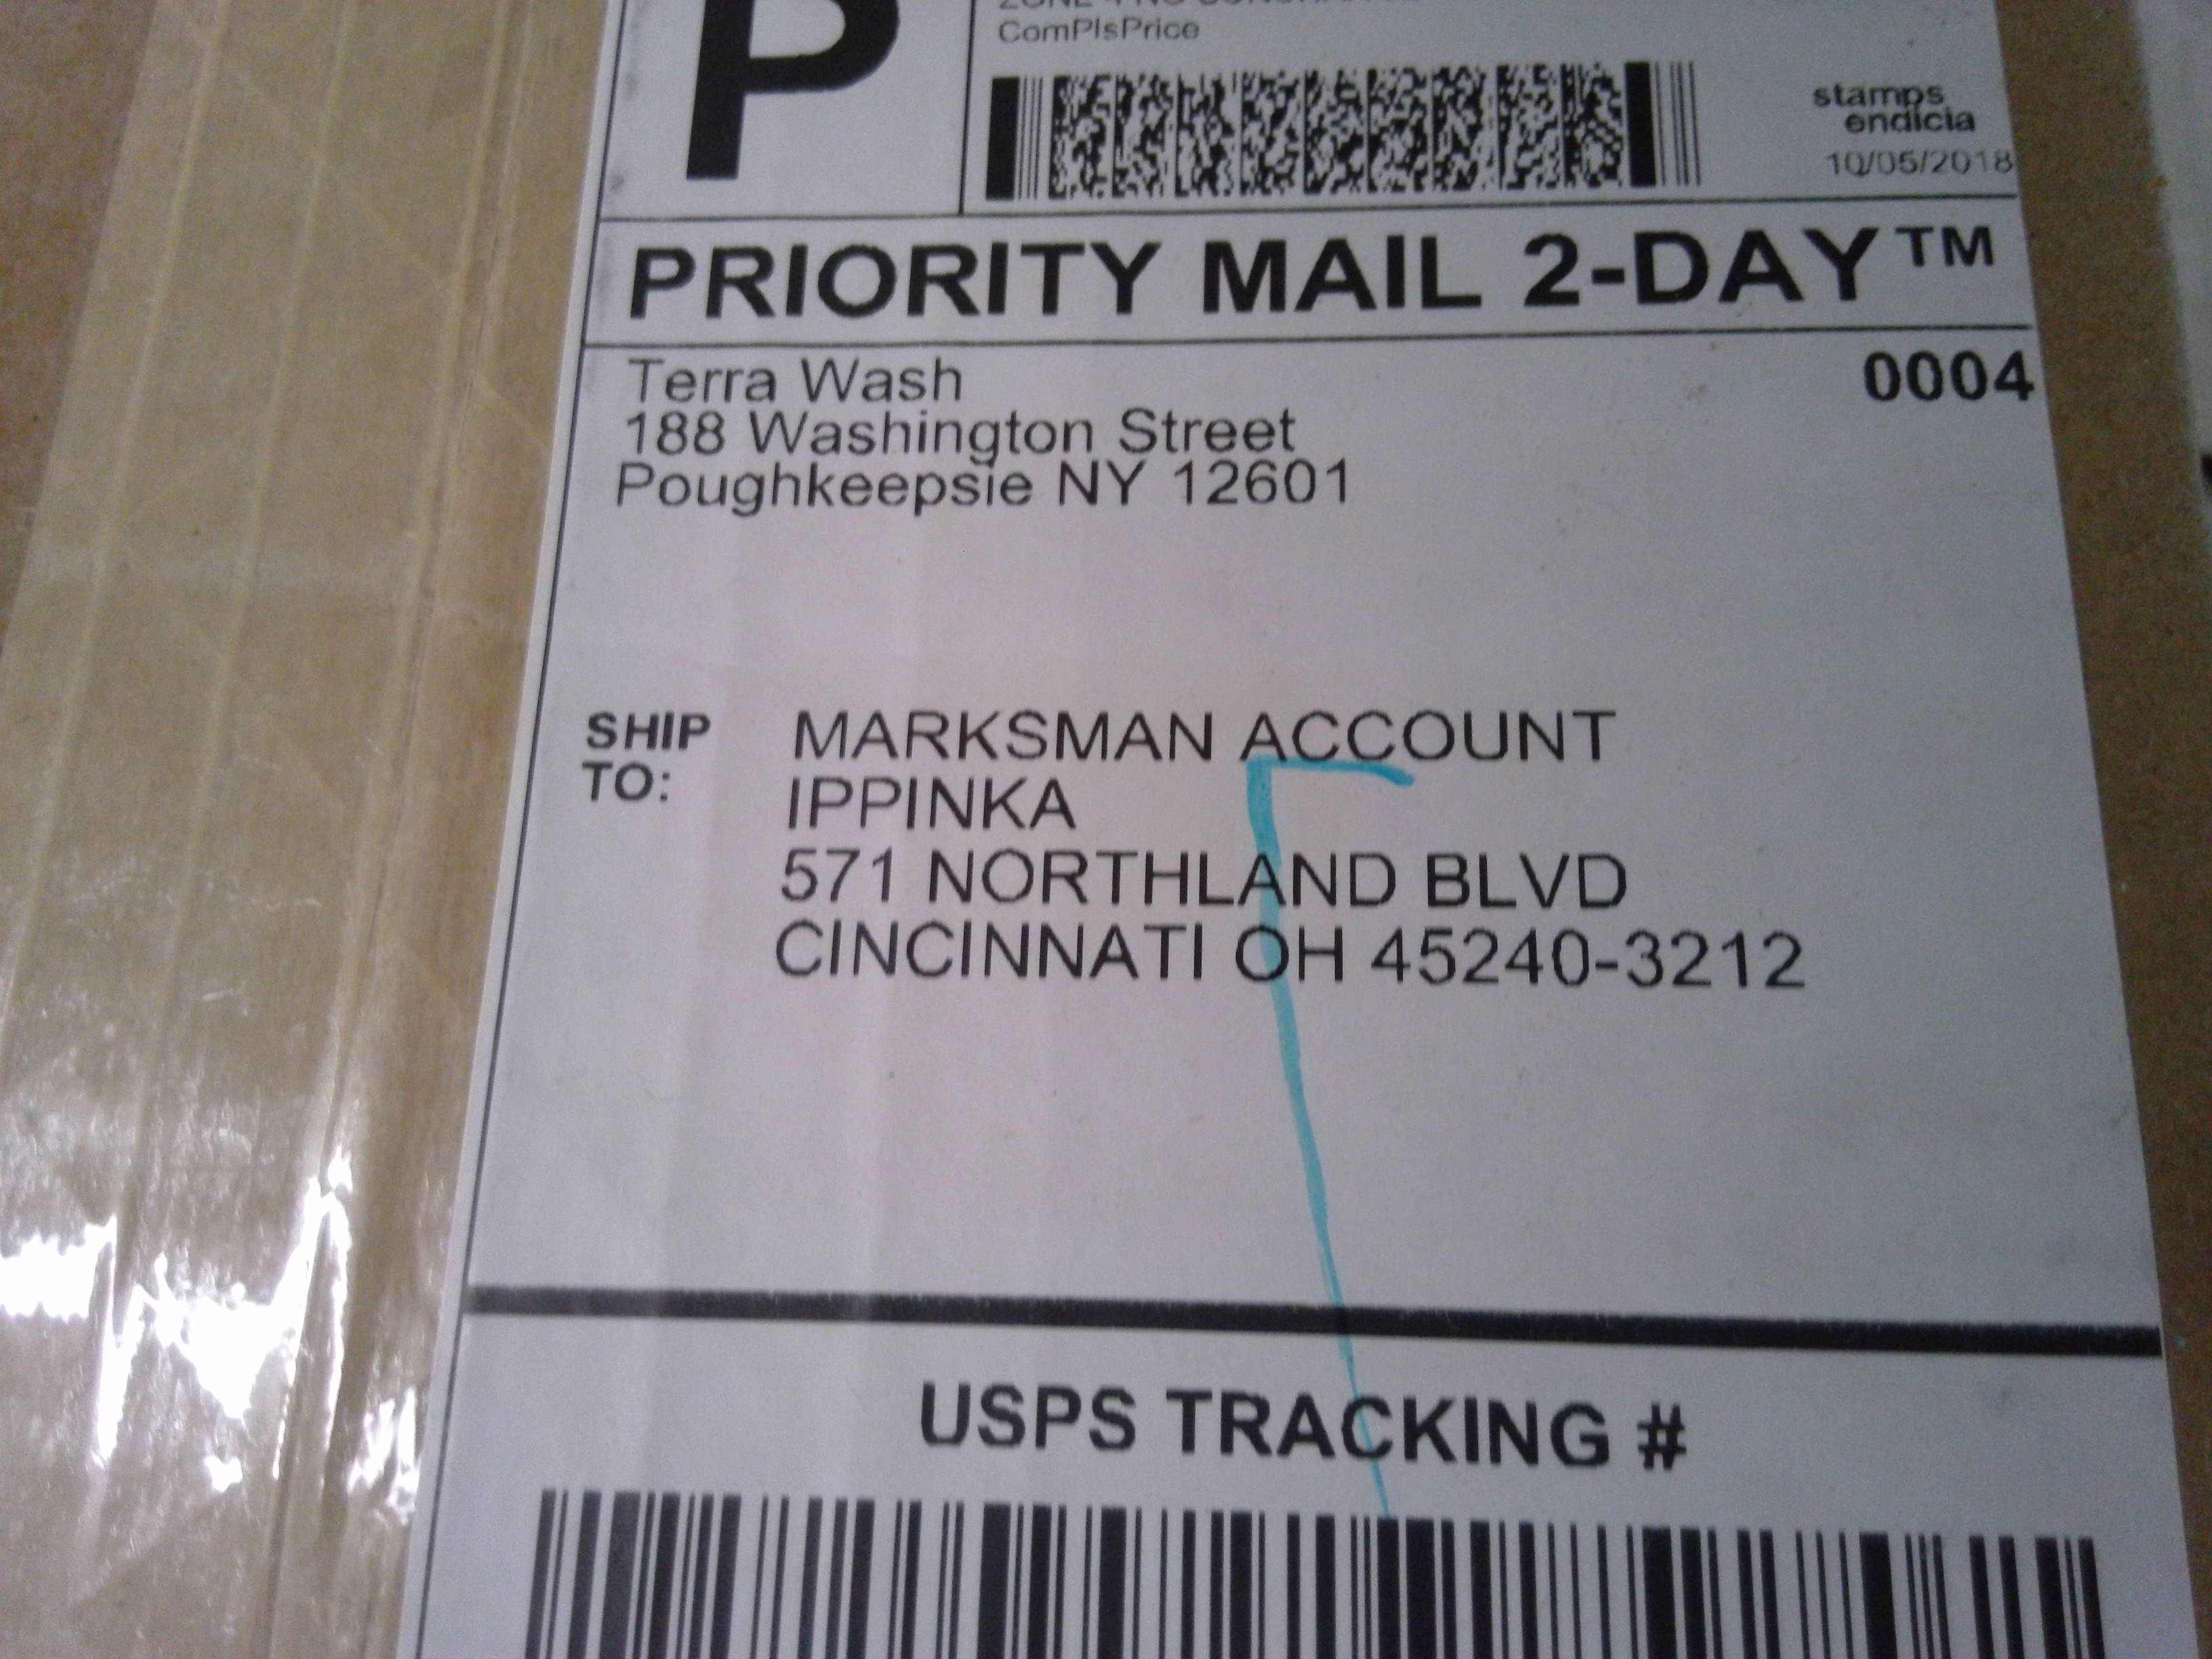 P
ComPlsPrice
stamps
endicia
10/05/2018
PRIORITY MAIL 2-DAY™
Terra Wash
0004
188 Washington Street
Poughkeepsie NY 12601
SHIP TO:
MARKSMAN ACCOUNT
IPPINKA
571 NORTHLAND BLVD
CINCINNATI OH 45240-3212
USPS TRACKING #